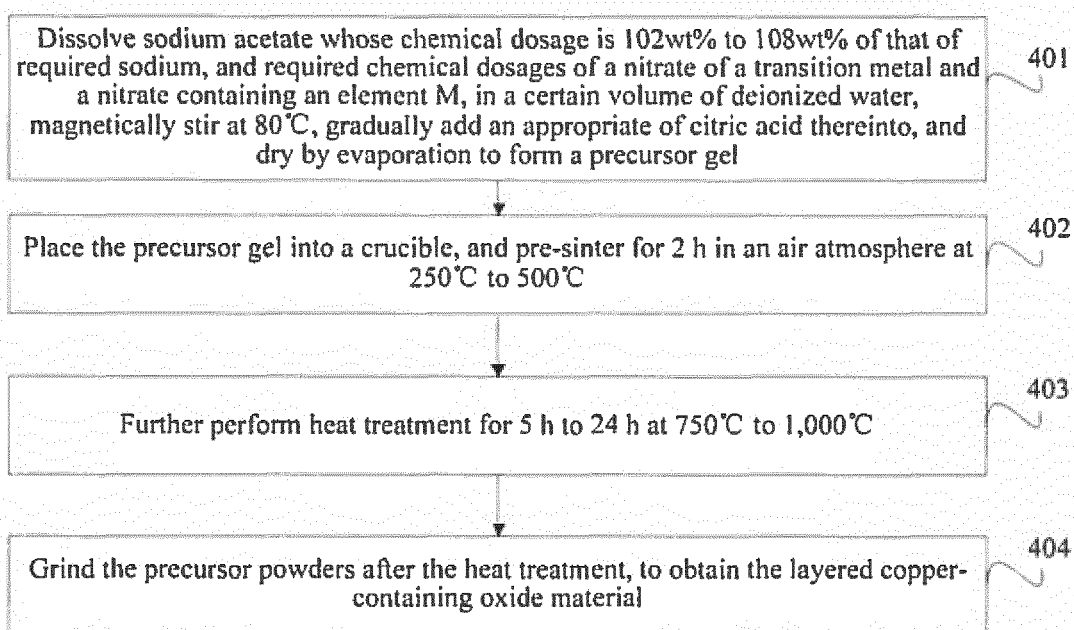 Dissolve sodium acetate whose chemical dosage is 102wt% to 108wt% of that of
required sodium, and required chemical dosages of a nitrate of a transition metal and
a nitrate containing an element M, in a certain volume of deionized water,
magnetically stir at 80℃, gradually add an appropriate of citric acid thereinto, and
dry by evaporation to form a precursor gel
401
Place the precursor gel into a crucible, and pre-sinter for 2 h in an air atmosphere at
250℃ to 500℃
402
Further perform heat treatment for 5 h to 24 h at 750℃ to 1,000℃
403
Grind the precursor powders after the heat treatment, to obtain the layered copper-
containing oxide material
404